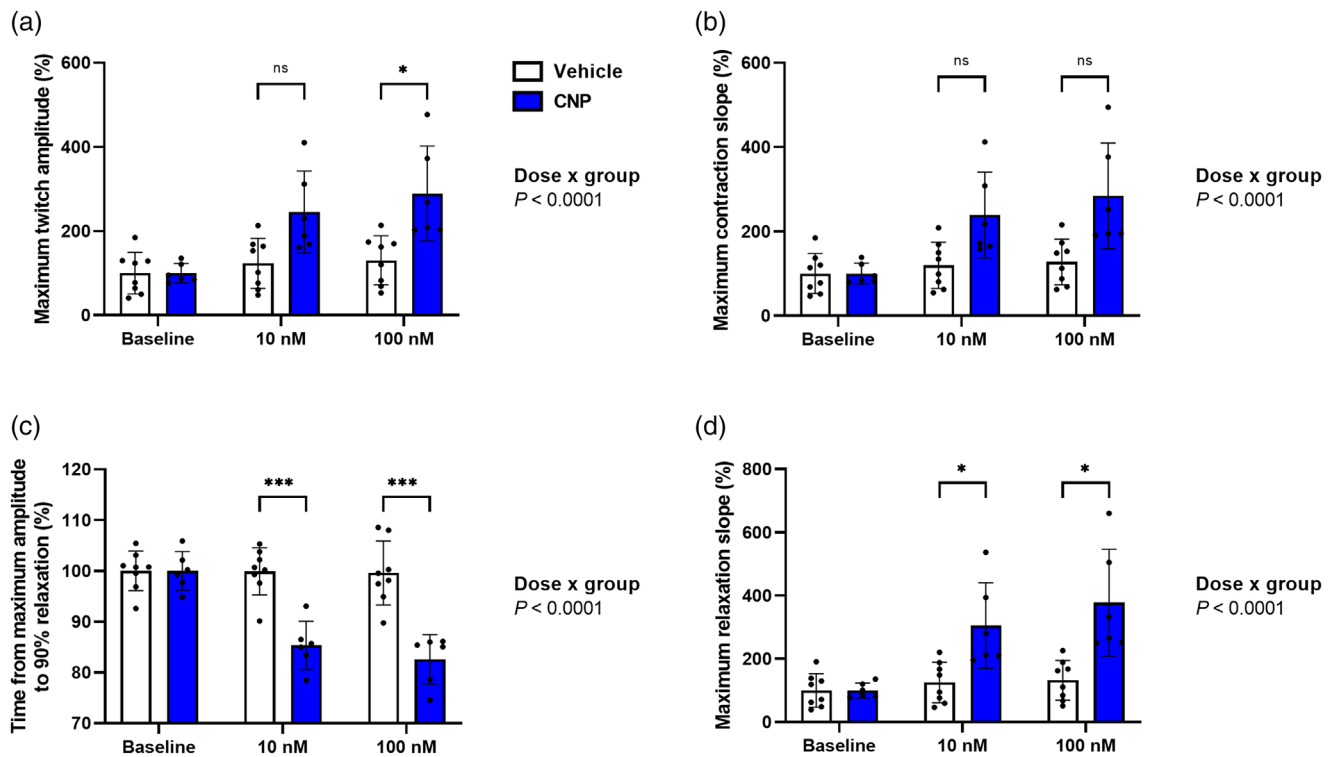 (a)
Maximum twitch amplitude (%)
600
400
200
0
ns
*
Baseline
10 nM
100 nM
Vehicle
CNP
Dose x group
P < 0.0001
(b)
Maximum contraction slope (%)
600
400
200
0
ns
ns
Baseline
10 nM
100 nM
Dose x group
P < 0.0001
(c)
Time from maximum amplitude
to 90% relaxation (%)
120
110
100
90
80
70
***
***
Baseline
10 nM
100 nM
Dose x group
P < 0.0001
(d)
Maximum relaxation slope (%)
800
600
400
200
0
*
*
Baseline
10 nM
100 nM
Dose x group
P < 0.0001